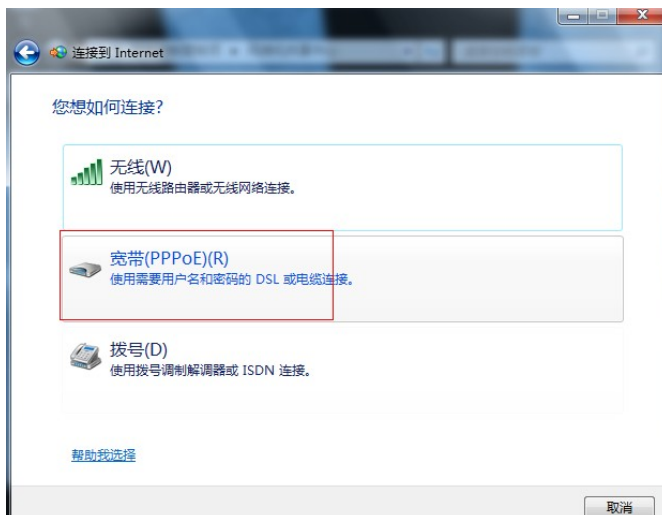 连接到 Internet
您想如何连接?
无线(W)
使用无线路由器或无线网络连接。
宽带(PPPoE)(R)
使用需要用户名和密码的 DSL 或电缆连接。
拨号(D)
使用拨号调制解调器或 ISDN 连接。
帮助我选择
取消